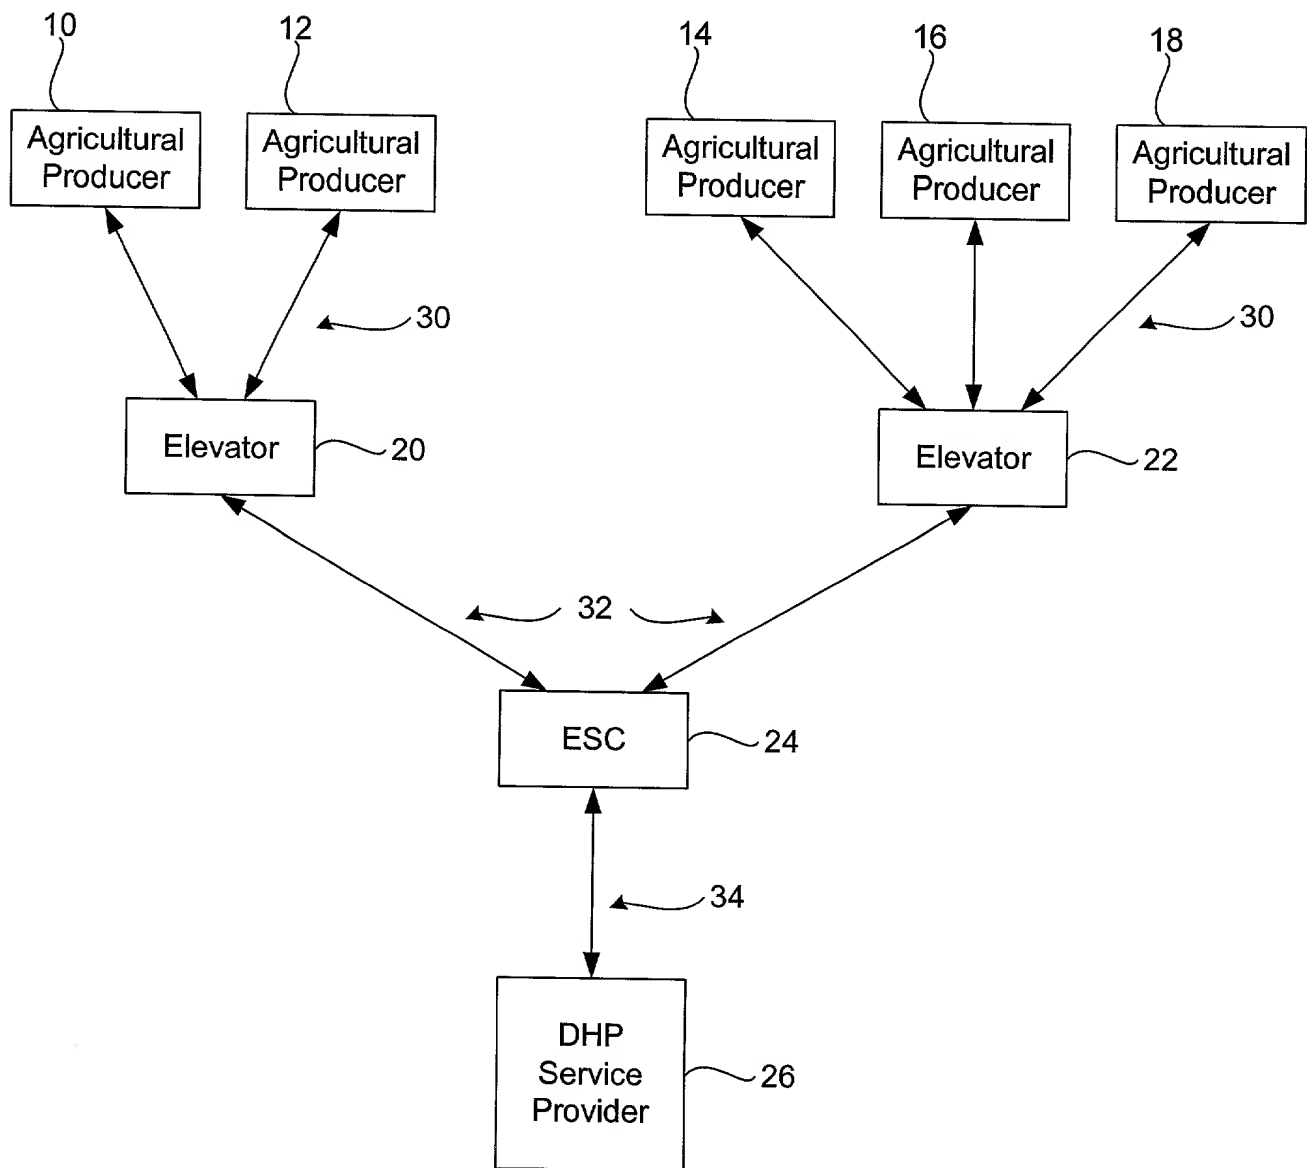 10
12
14
16
18
Agricultural
Producer
Agricultural
Producer
Agricultural
Producer
Agricultural
Producer
Agricultural
Producer
30
30
Elevator
20
Elevator
22
32
ESC
24
34
DHP
Service
Provider
26